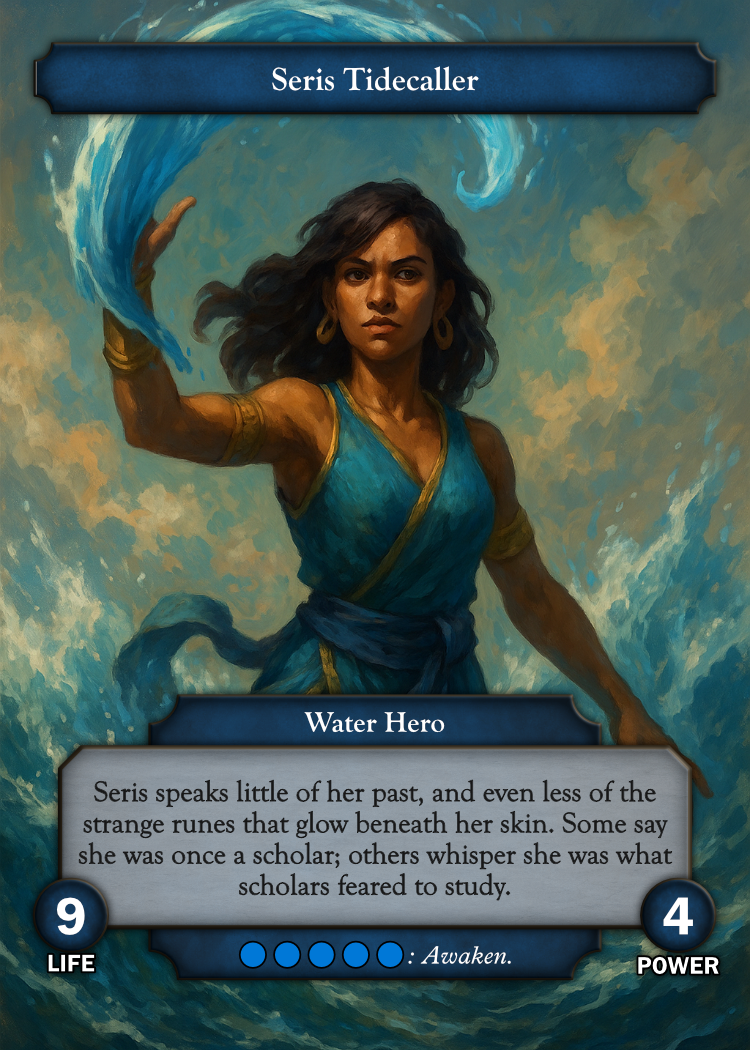 Seris Tidecaller
Water Hero
Seris speaks little of her past, and even less of the
strange runes that glow beneath her skin. Some say
she was once a scholar; others whisper she was what
scholars feared to study.
9
LIFE
4
POWER
: Awaken.